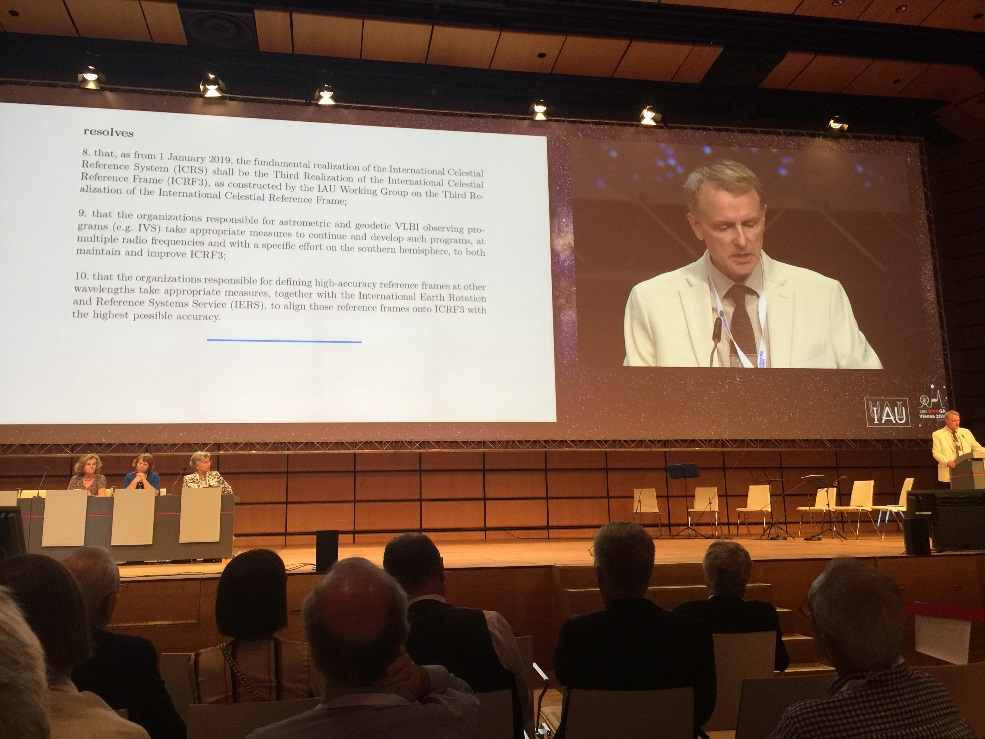 resolves
8. that, as from 1 January 2019, the fundamental realization of the International Celestial
Reference System (ICRS) shall be the Third Realization of the International Celestial
Reference Frame (ICRF3), as constructed by the IAU Working Group on the Third Re-
alization of the International Celestial Reference Frame;
9. that the organizations responsible for astrometric and geodetic VLBI observing pro-
grams (e.g. IVS) take appropriate measures to continue and develop such programs, at
multiple radio frequencies and with a specific effort on the southern hemisphere, to both
maintain and improve ICRF3;
10. that the organizations responsible for defining high-accuracy reference frames at other
wavelengths take appropriate measures, together with the International Earth Rotation
and Reference Systems Service (IERS), to align those reference frames onto ICRF3 with
the highest possible accuracy.
IAU